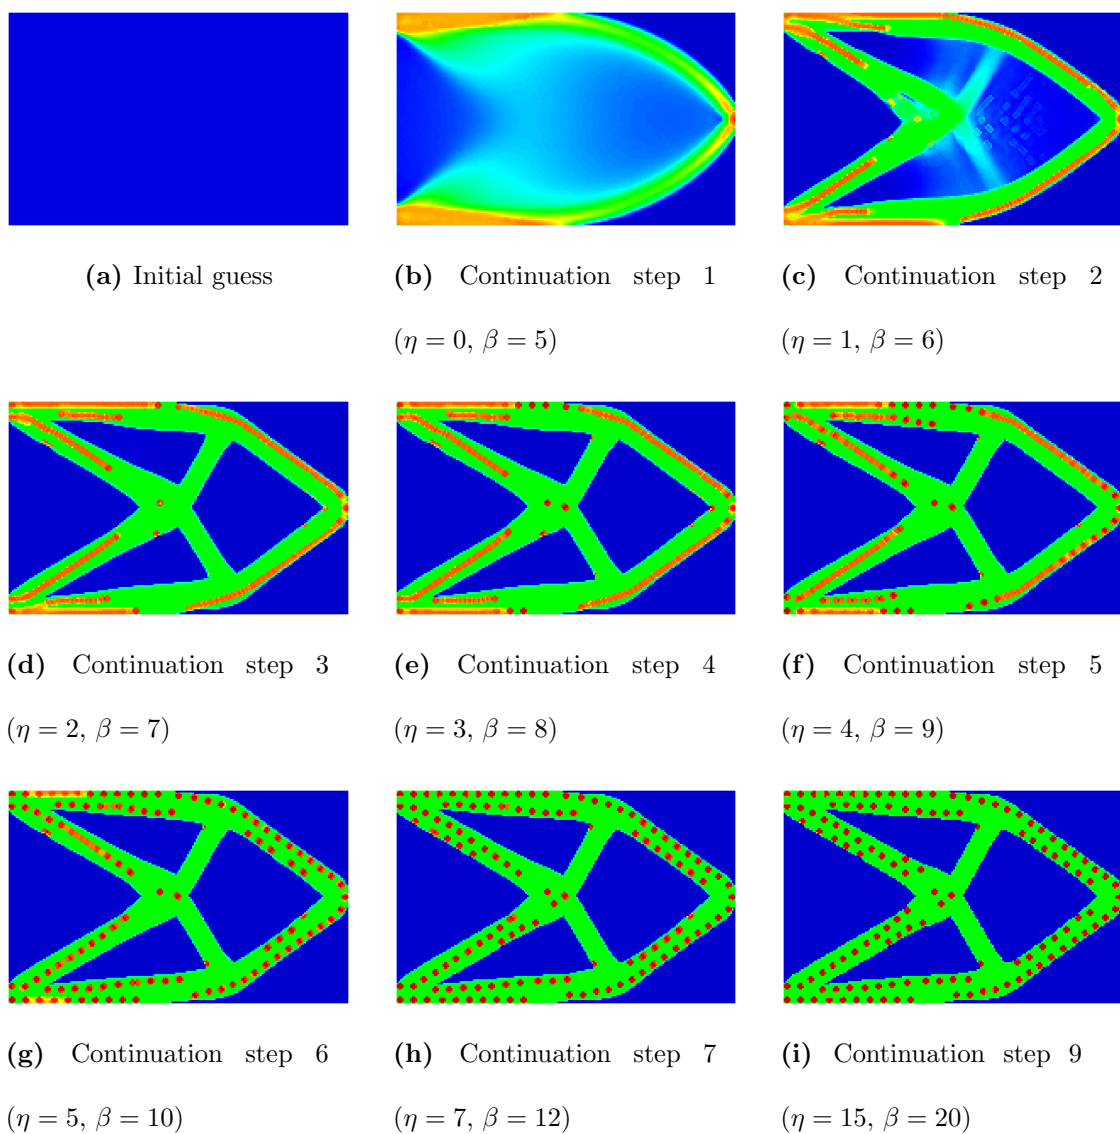 (a) Initial guess
(b) Continuation step 1
(η = 0, β = 5)
(c) Continuation step 2
(η = 1, β = 6)
(d) Continuation step 3
(η = 2, β = 7)
(e) Continuation step 4
(η = 3, β = 8)
(f) Continuation step 5
(η = 4, β = 9)
(g) Continuation step 6
(η = 5, β = 10)
(h) Continuation step 7
(η = 7, β = 12)
(i) Continuation step 9
(η = 15, β = 20)